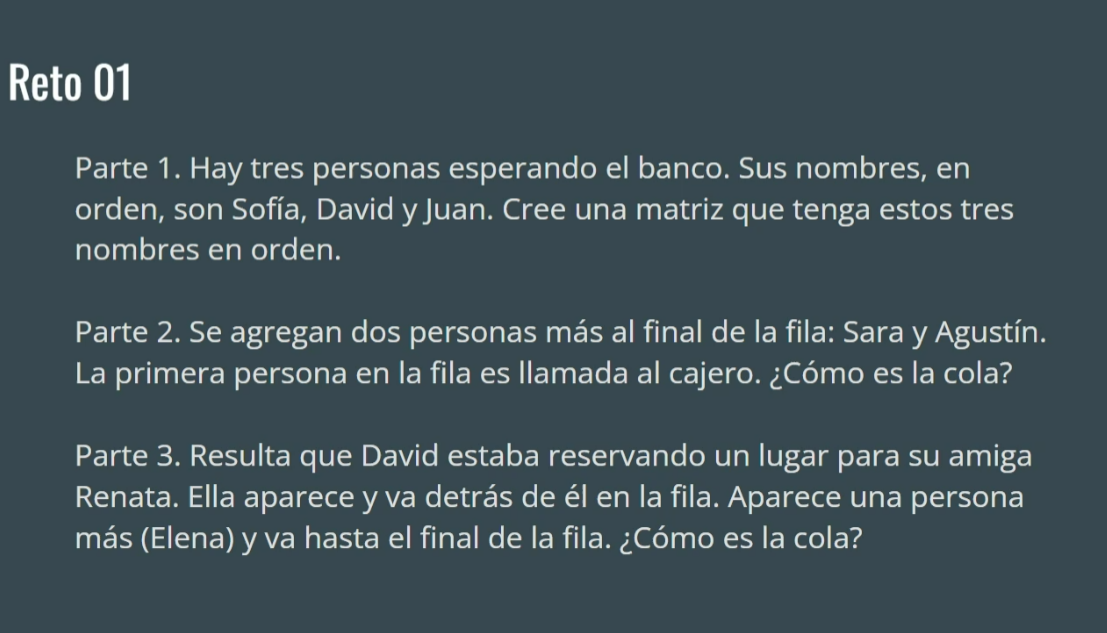 Reto 01
Parte 1. Hay tres personas esperando el banco. Sus nombres, en
orden, son Sofía, David y Juan. Cree una matriz que tenga estos tres
nombres en orden.
Parte 2. Se agregan dos personas más al final de la fila: Sara y Agustín.
La primera persona en la fila es llamada al cajero. ¿Cómo es la cola?
Parte 3. Resulta que David estaba reservando un lugar para su amiga
Renata. Ella aparece y va detrás de él en la fila. Aparece una persona
más (Elena) y va hasta el final de la fila. ¿Cómo es la cola?